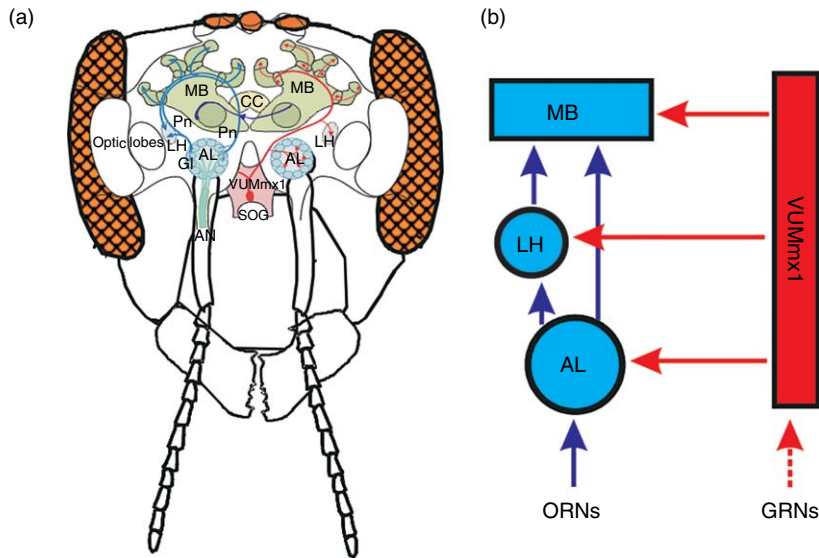 (a)
MB
MB
CC
Pn
Pn
Optic lobes
LH
LH
GI
AL
AL
VUMmx1
SOG
AN
(b)
MB
VUMmx1
LH
AL
ORNs
GRNs